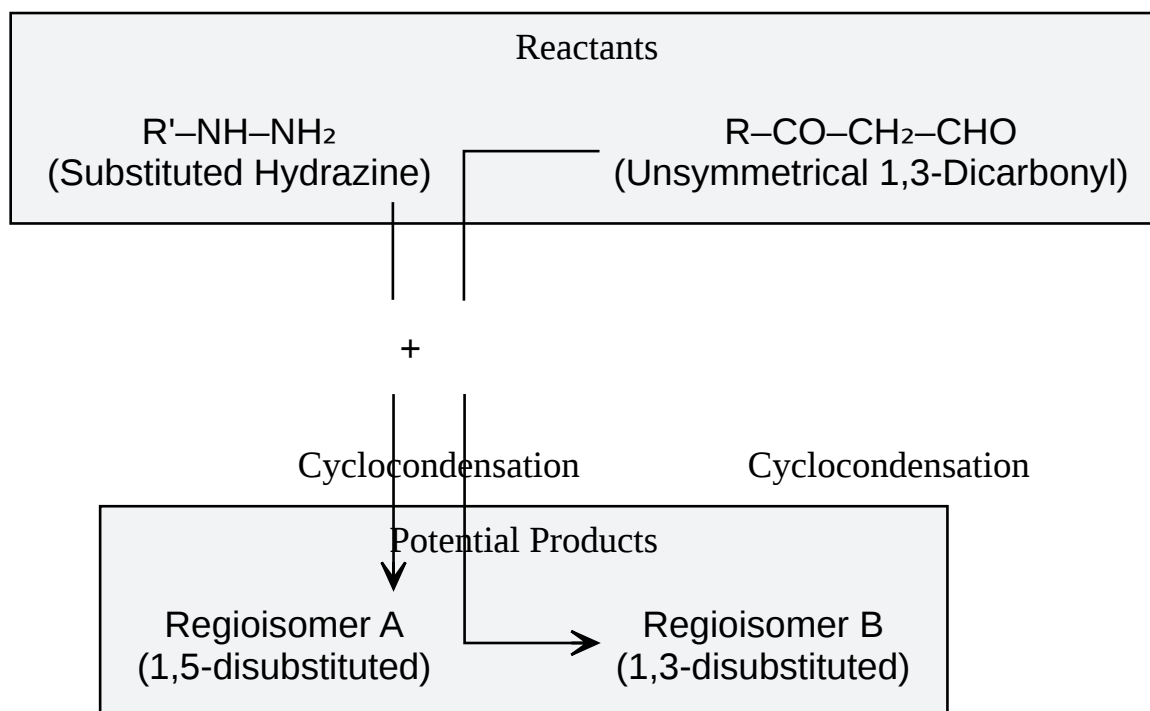 Reactants
R'–NH–NH₂
(Substituted Hydrazine)
R–CO–CH₂–CHO
(Unsymmetrical 1,3-Dicarbonyl)
+
Cyclocondensation
Cyclocondensation
Potential Products
Regioisomer A
(1,5-disubstituted)
Regioisomer B
(1,3-disubstituted)